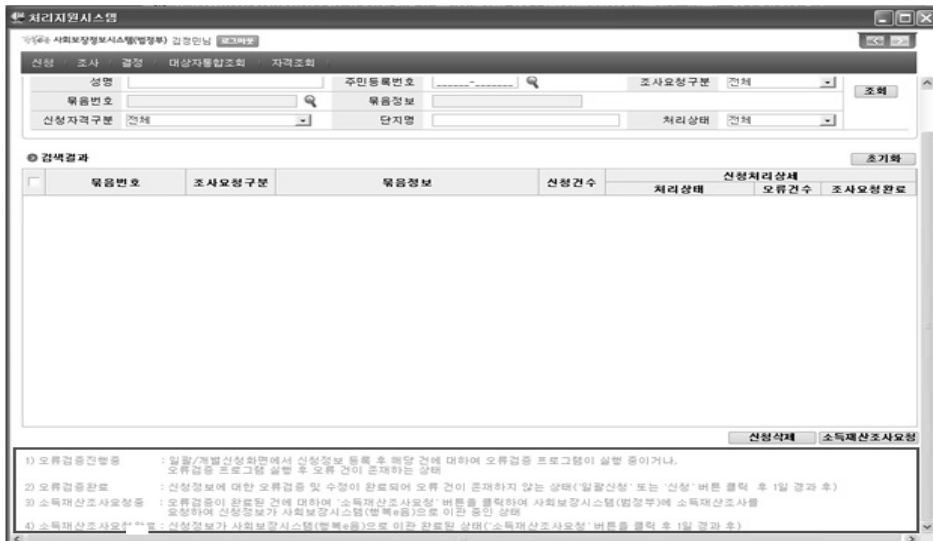 처리지원시스템
사회보장정보시스템(범정부) 김정민님 로그아웃
신청 조사 결정 대상자통합조회 자격조회
성명 주민등록번호 ______-_______ 조사요청구분 전체 조회
묶음번호 묶음정보
신청자격구분 전체 단지명 처리상태 전체
검색결과 초기화
묶음번호 조사요청구분 묶음정보 신청건수 신청처리상세
처리상태 오류건수 조사요청완료
신청삭제 소득재산조사요청
1) 오류검증진행중 : 일괄/개별신청화면에서 신청정보 등록 후 해당 건에 대하여 오류검증 프로그램이 실행 중이거나,
오류검증 프로그램 실행 후 오류 건이 존재하는 상태
2) 오류검증완료 : 신청정보에 대한 오류검증 및 수정이 완료되어 오류 건이 존재하지 않는 상태('일괄신청' 또는 '신청' 버튼 클릭 후 1일 경과 후)
3) 소득재산조사요청중 : 오류검증이 완료된 건에 대하여 '소득재산조사요청' 버튼을 클릭하여 사회보장시스템(범정부)에 소득재산조사를
요청하여 신청정보가 사회보장시스템(행복e음)으로 이관 중인 상태
4) 소득재산조사요청 료 : 신청정보가 사회보장시스템(행복e음)으로 이관 완료된 상태('소득재산조사요청' 버튼을 클릭 후 1일 경과 후)